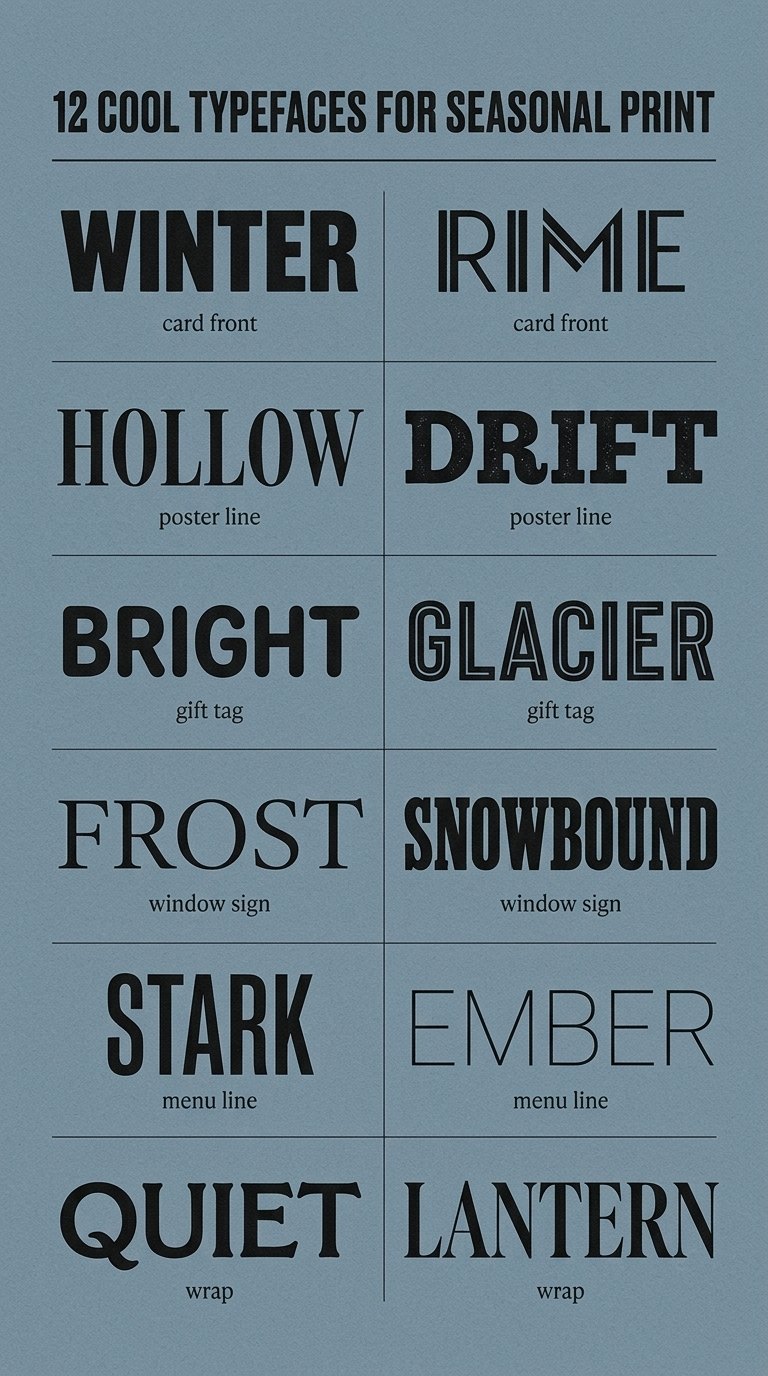 12 COOL TYPEFACES FOR SEASONAL PRINT
WINTER
card front
RIME
card front
HOLLOW
poster line
DRIFT
poster line
BRIGHT
gift tag
GLACIER
gift tag
FROST
window sign
SNOWBOUND
window sign
STARK
menu line
EMBER
menu line
QUIET
wrap
LANTERN
wrap